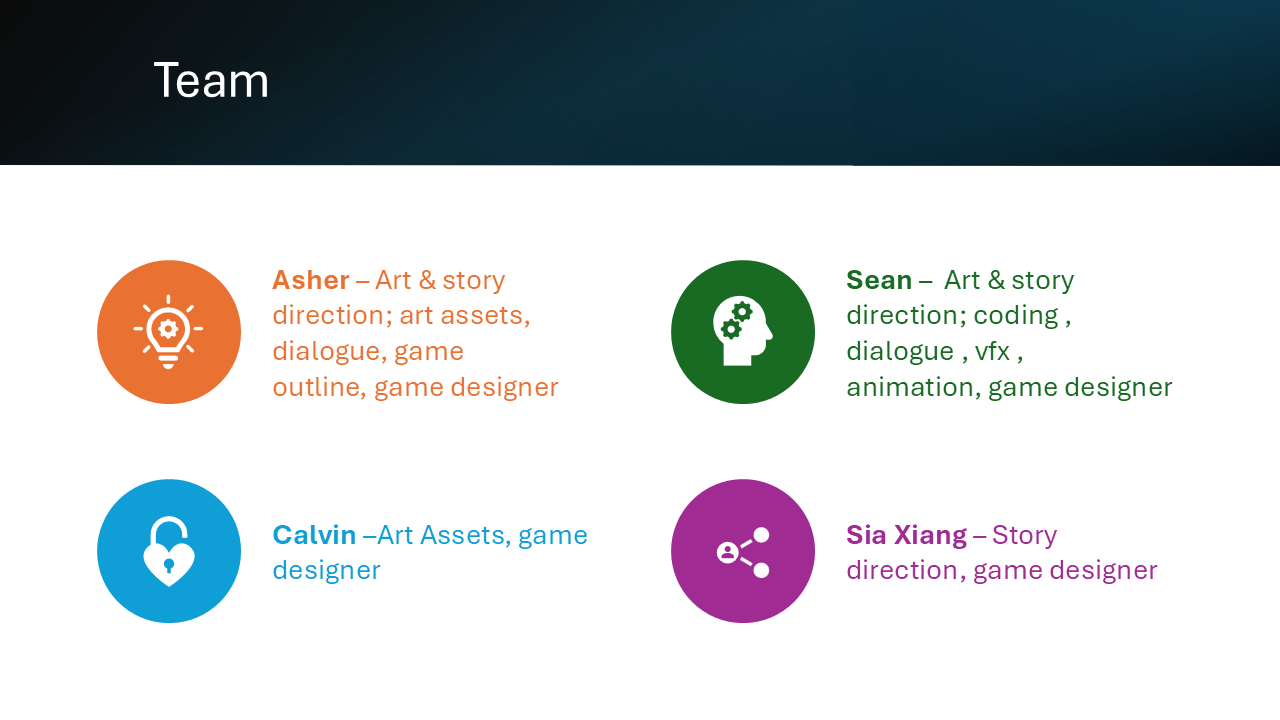 Team
Asher – Art & story
direction; art assets,
dialogue, game
outline, game designer
Sean –  Art & story
direction; coding ,
dialogue , vfx ,
animation, game designer
Calvin –Art Assets, game
designer
Sia Xiang – Story
direction, game designer